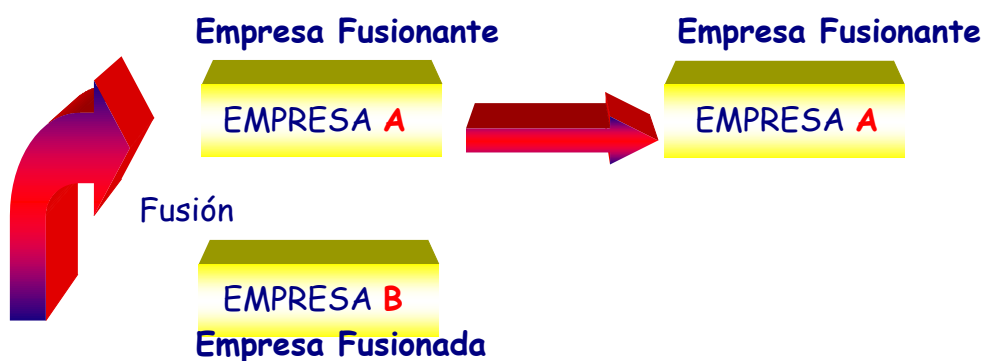 Empresa Fusionante
Empresa Fusionante
EMPRESA A
EMPRESA A
Fusión
EMPRESA B
Empresa Fusionada